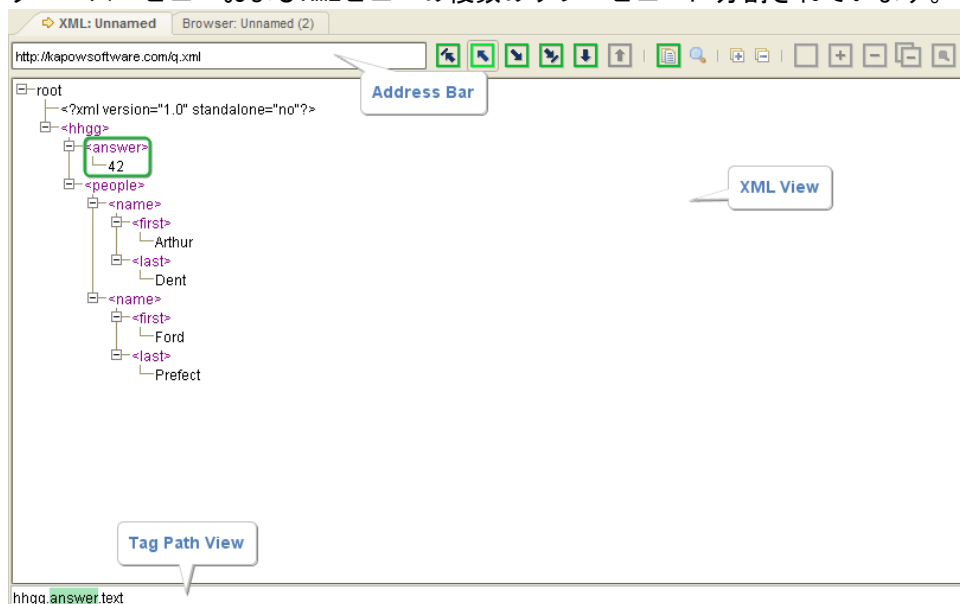 XML: Unnamed
Browser: Unnamed (2)
http://kapowsoftware.com/q.xml
Address Bar
root
<?xml version="1.0" standalone="no"?>
<hhgg>
<answer>
42
XML View
<people>
<name>
<first>
Arthur
<last>
Dent
<name>
<first>
Ford
<last>
Prefect
Tag Path View
hhgg.answer.text